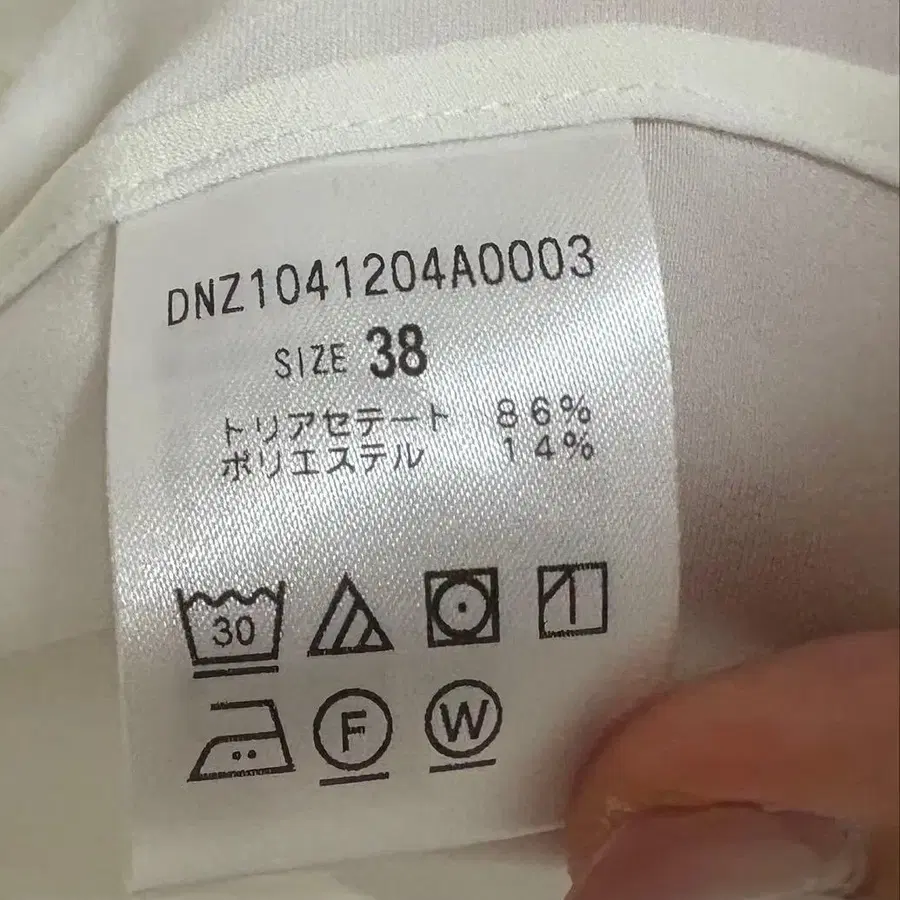 DNZ1041204A0003
SIZE 38
トリアセテート 86%
ポリエステル 14%
30
F W